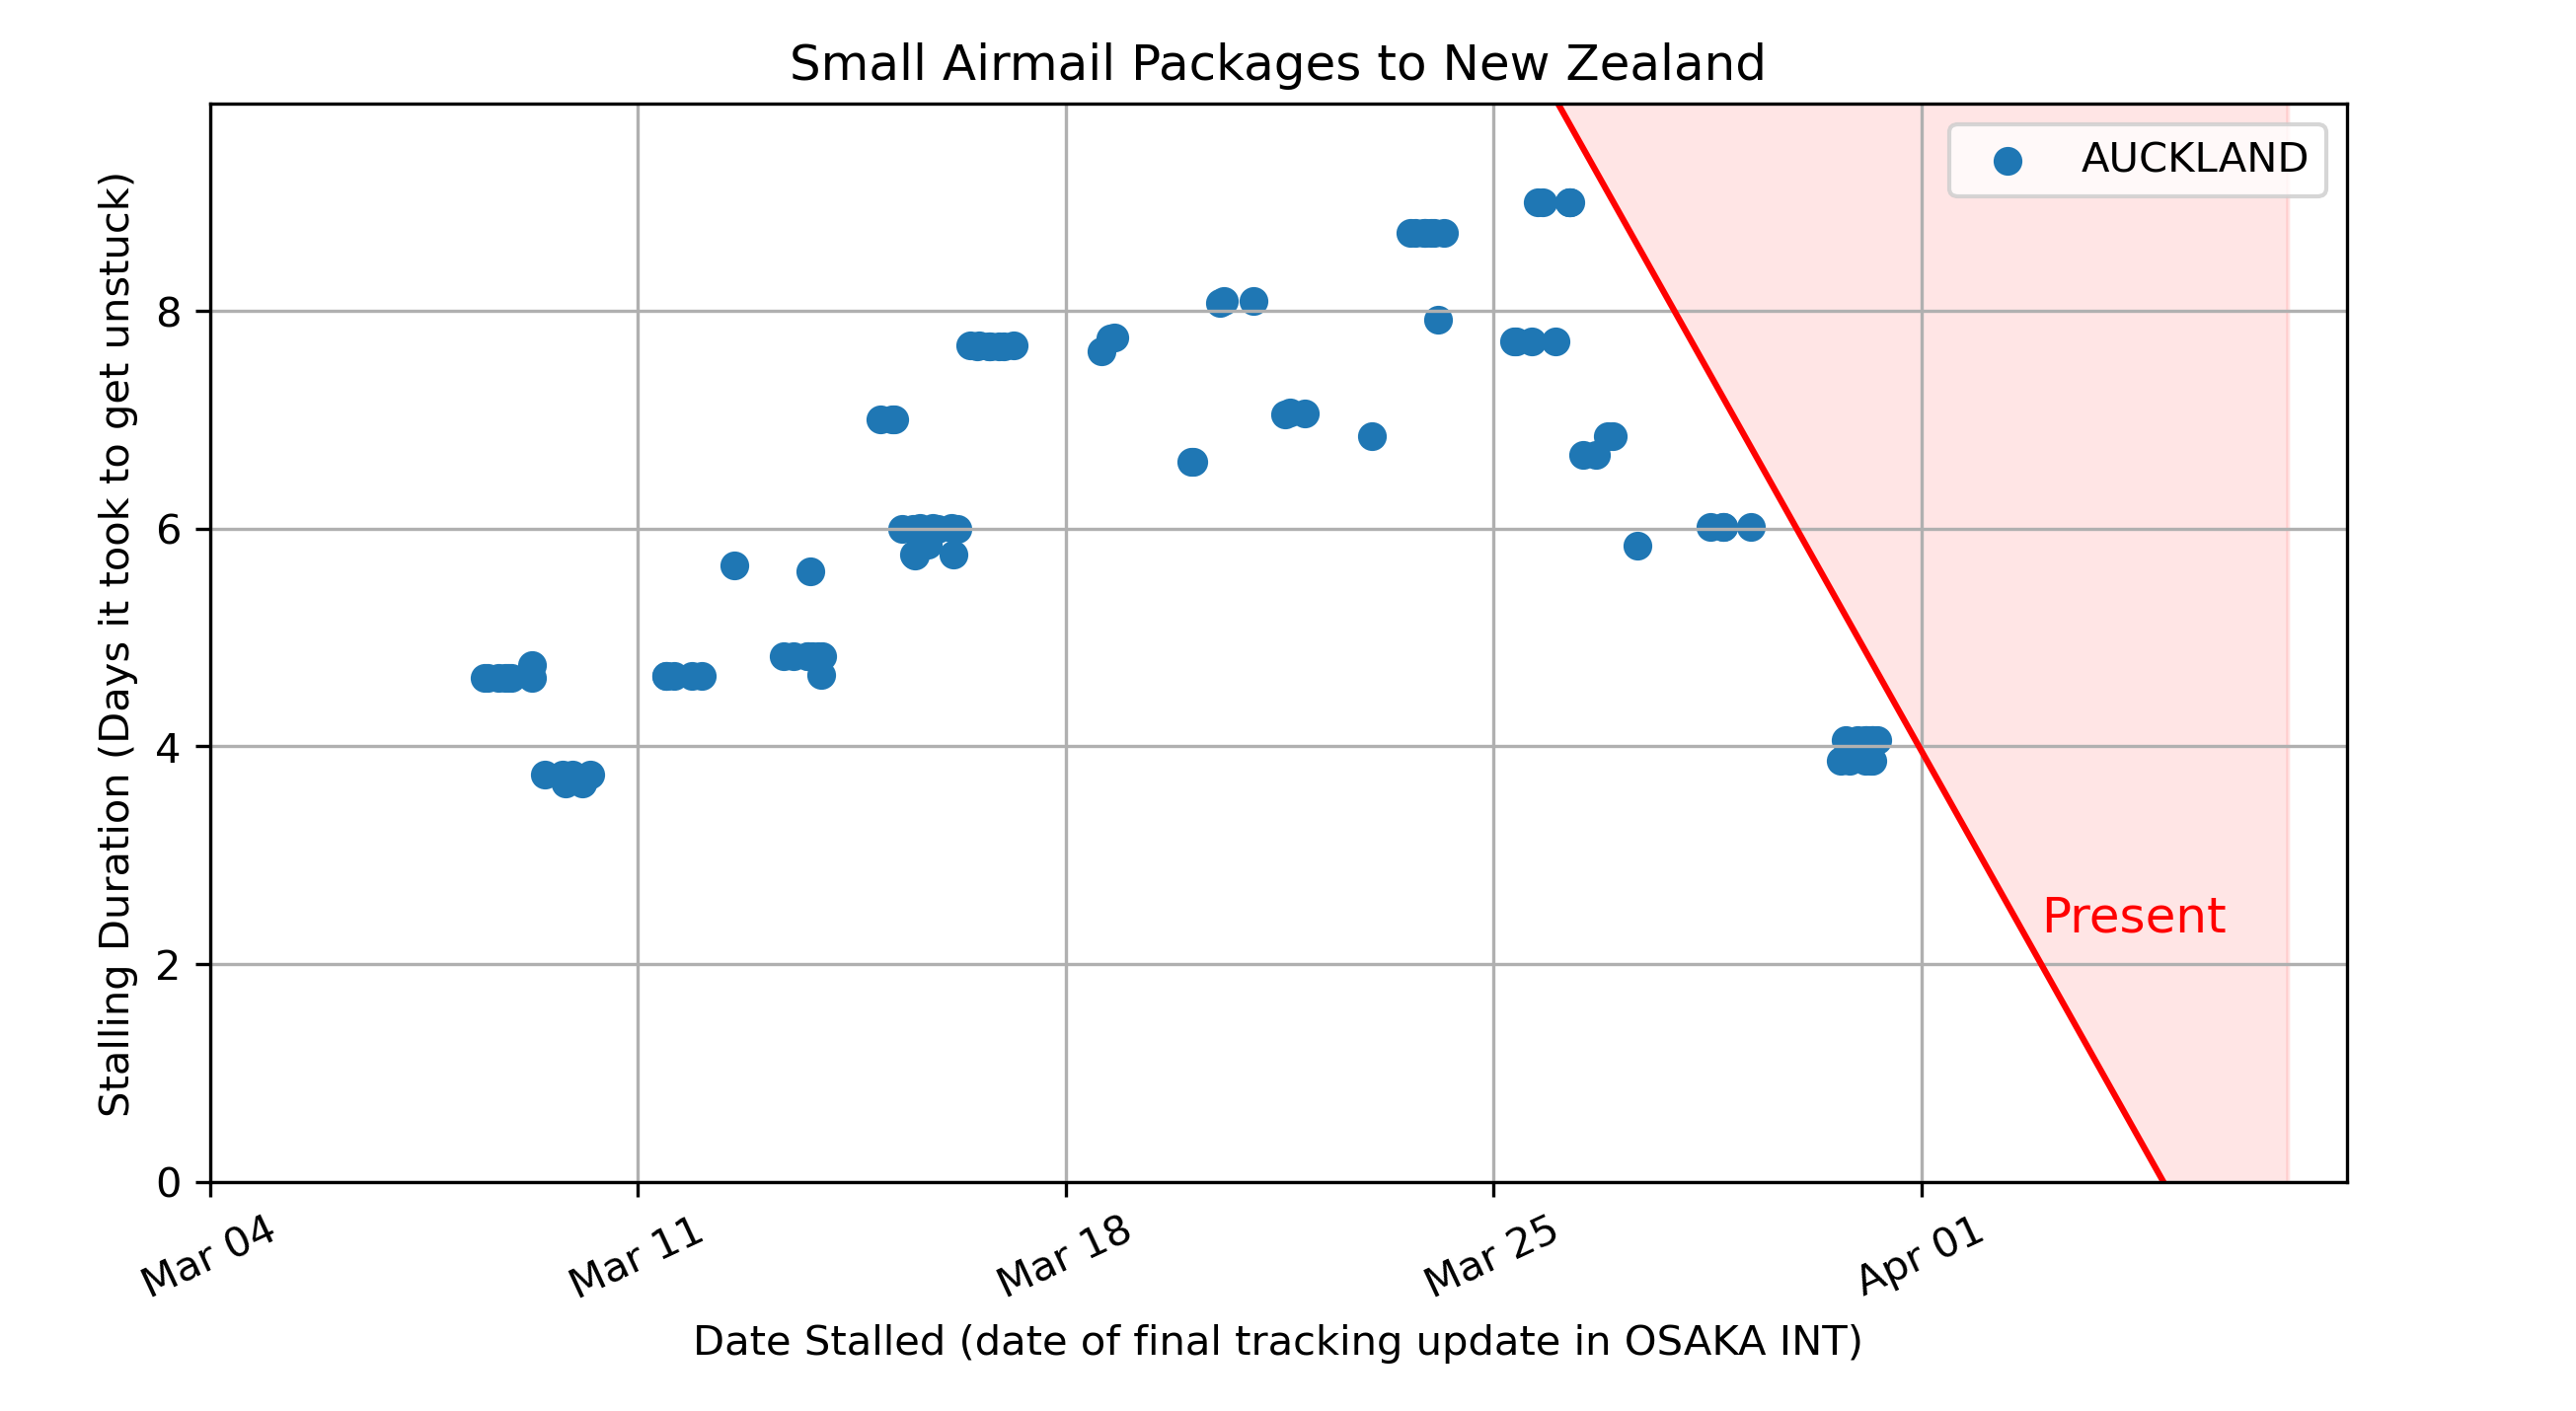 Small Airmail Packages to New Zealand
AUCKLAND
Stalling Duration (Days it took to get unstuck)
8
6
4
2
0
Present
Mar 04
Mar 11
Mar 18
Mar 25
Apr 01
Date Stalled (date of final tracking update in OSAKA INT)